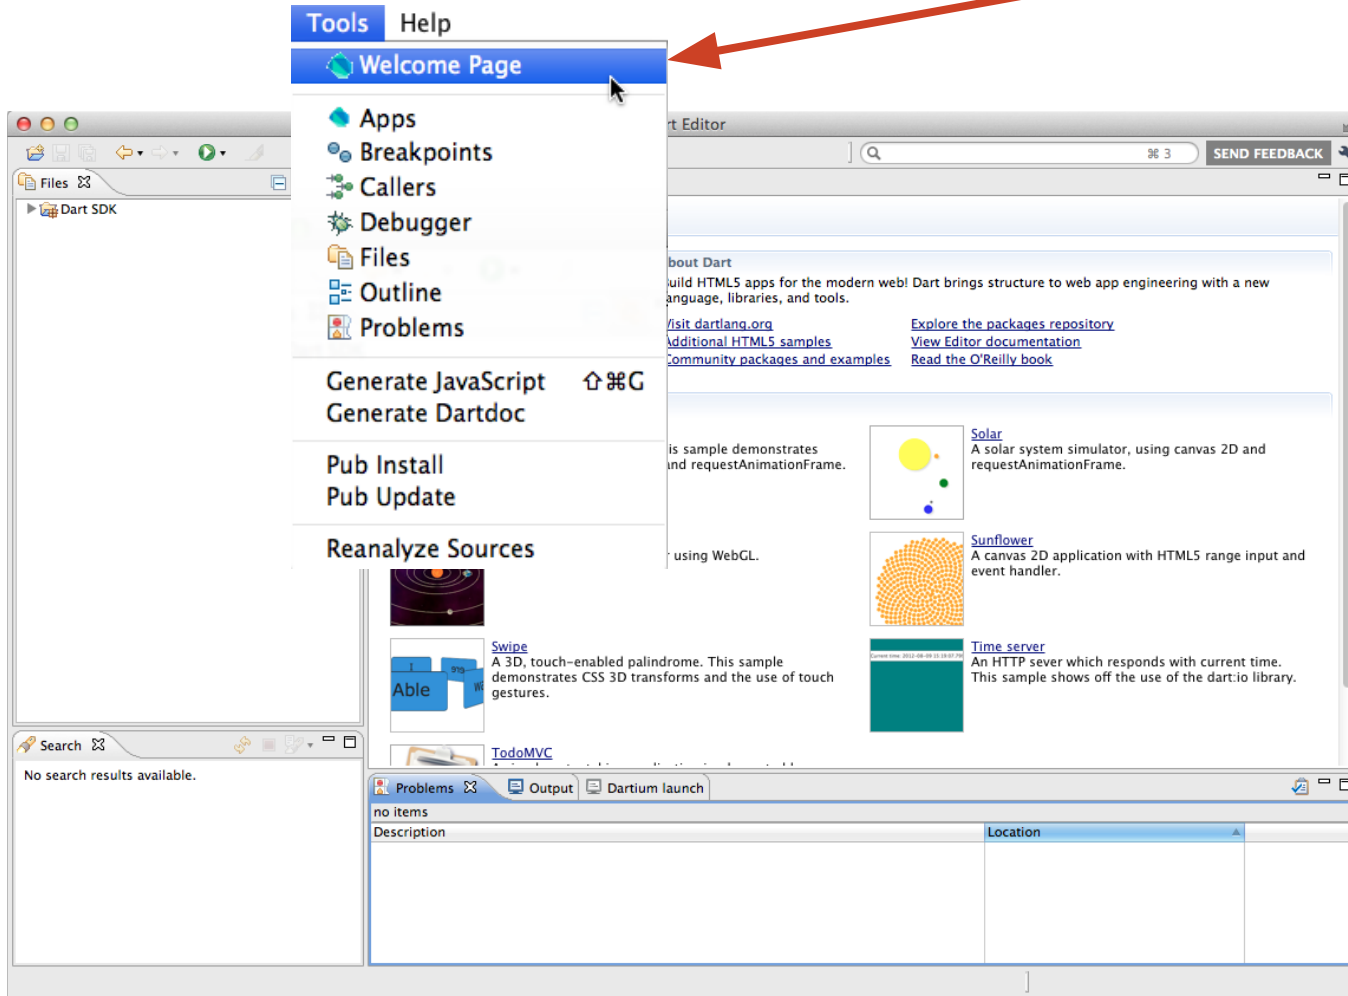 Tools Help
Welcome Page
Apps
Breakpoints
Callers
Debugger
Files
Outline
Problems
Generate JavaScript ⇧⌘G
Generate Dartdoc
Pub Install
Pub Update
Reanalyze Sources
rt Editor
⌘ 3
SEND FEEDBACK
Files
Dart SDK
bout Dart
uild HTML5 apps for the modern web! Dart brings structure to web app engineering with a new
anguage, libraries, and tools.
Visit dartlang.org Explore the packages repository
Additional HTML5 samples View Editor documentation
Community packages and examples Read the O'Reilly book
is sample demonstrates
and requestAnimationFrame.
Solar
A solar system simulator, using canvas 2D and
requestAnimationFrame.
using WebGL.
Sunflower
A canvas 2D application with HTML5 range input and
event handler.
Able
Swipe
A 3D, touch-enabled palindrome. This sample
demonstrates CSS 3D transforms and the use of touch
gestures.
Time server
An HTTP sever which responds with current time.
This sample shows off the use of the dart:io library.
TodoMVC
Search
No search results available.
Problems Output Dartium launch
no items
Description Location